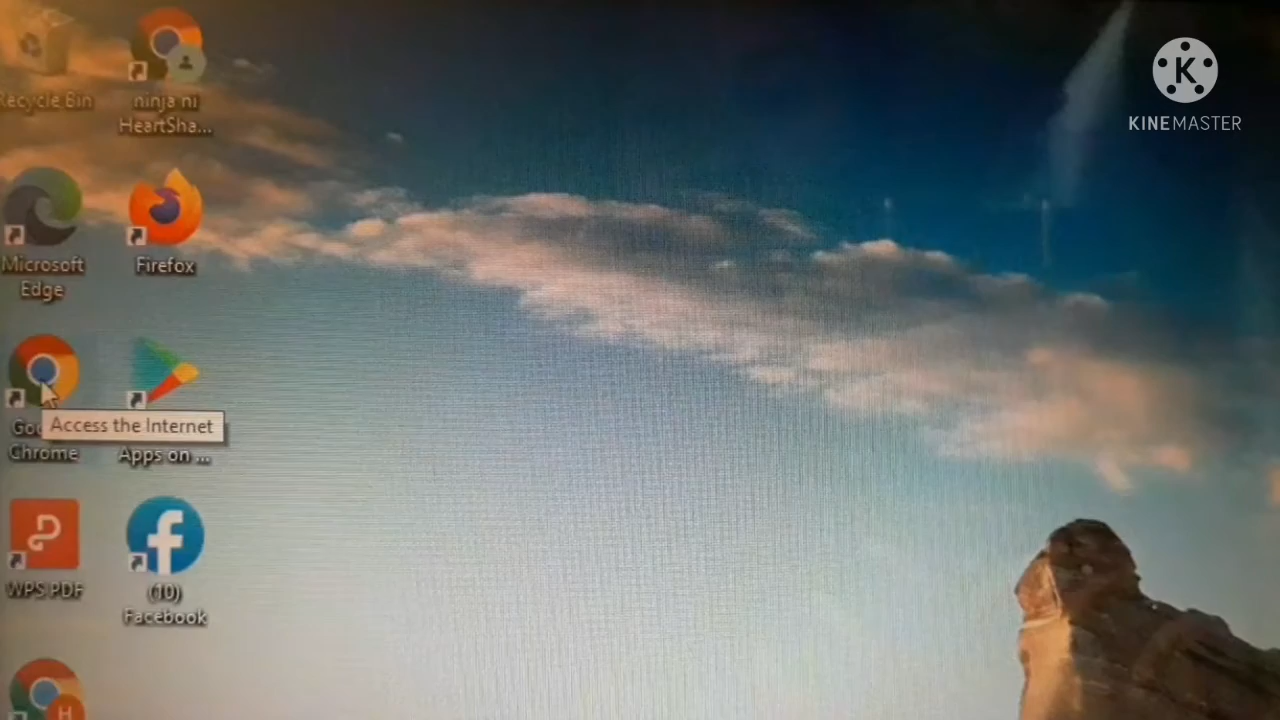 Recycle Bin
ninja ni
HeartSha...
Microsoft
Edge
Firefox
Access the Internet
Chrome
Apps on ...
WPS PDF
(10)
Facebook
H
K
KINEMASTER